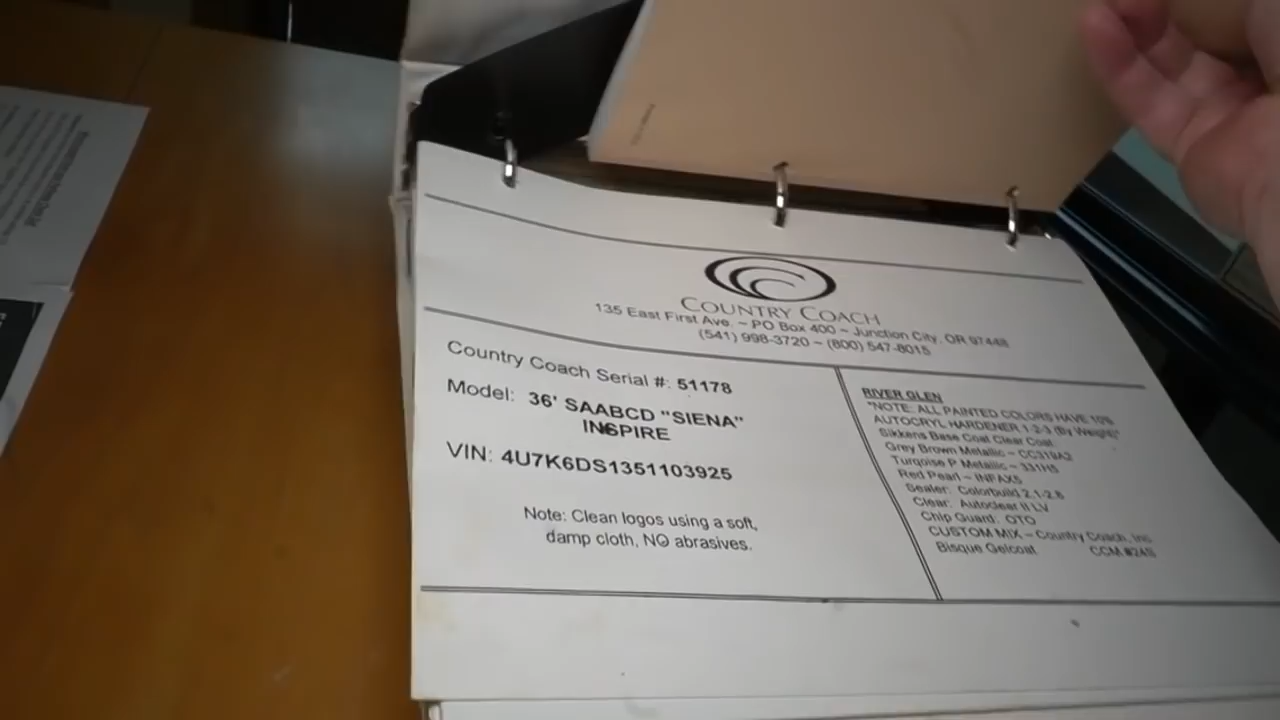 COUNTRY COACH
135 East First Ave. ~ PO Box 400 ~ Junction City, OR 97448
(541) 998-3720 ~ (800) 547-8015
Country Coach Serial #: 51178
Model: 36' SAABCD "SIENA"
INSPIRE
VIN: 4U7K6DS1351103925
Note: Clean logos using a soft,
damp cloth, NO abrasives.
RIVER GLEN
*NOTE: ALL PAINTED COLORS HAVE 10%
AUTOCRYL HARDENER 1-2-3 (By Weight)*
Sikkens Base Coat Clear Coat
Grey Brown Metallic ~ CC319A2
Turqoise P Metallic ~ 331H5
Red Pearl ~ INFAX5
Sealer: Colorbuild 2.1-2.6
Clear: Autoclear II LV
Chip Guard: OTO
CUSTOM MIX ~ Country Coach, Inc.
Bisque Gelcoat CCM